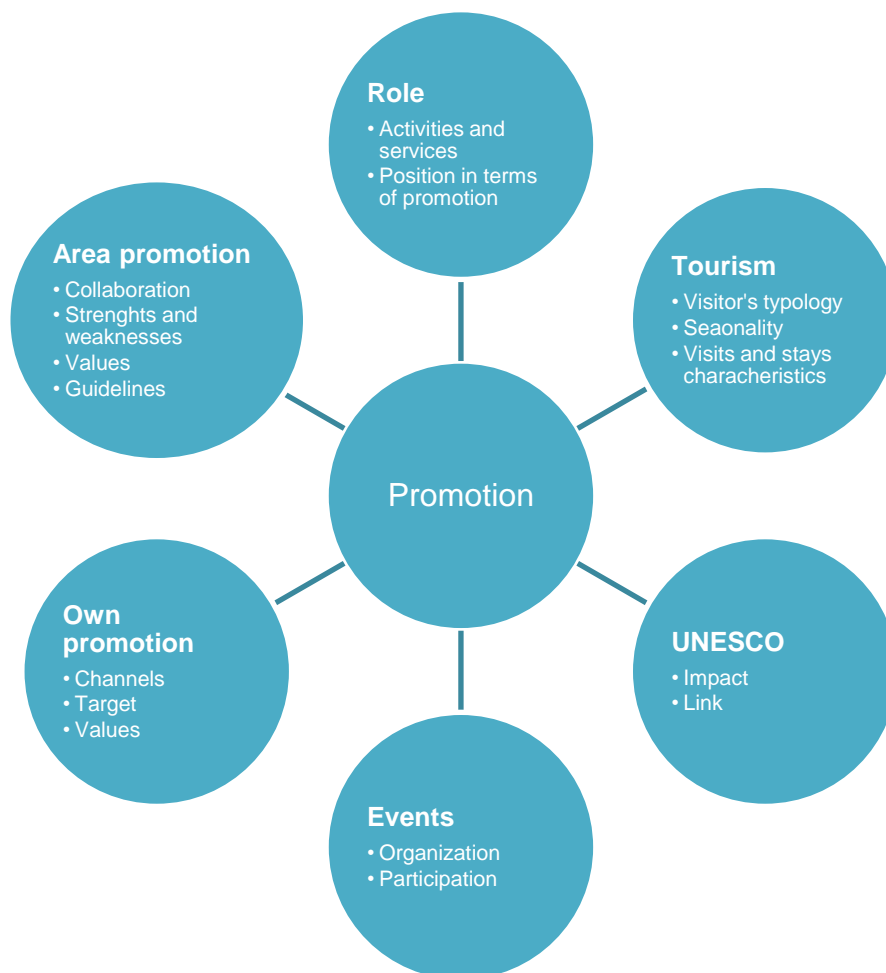 Role
• Activities and
services
• Position in terms
of promotion
Tourism
• Visitor's typology
• Seaonality
• Visits and stays
characheristics
UNESCO
• Impact
• Link
Events
• Organization
• Participation
Own
promotion
• Channels
• Target
• Values
Area promotion
• Collaboration
• Strenghts and
weaknesses
• Values
• Guidelines
Promotion